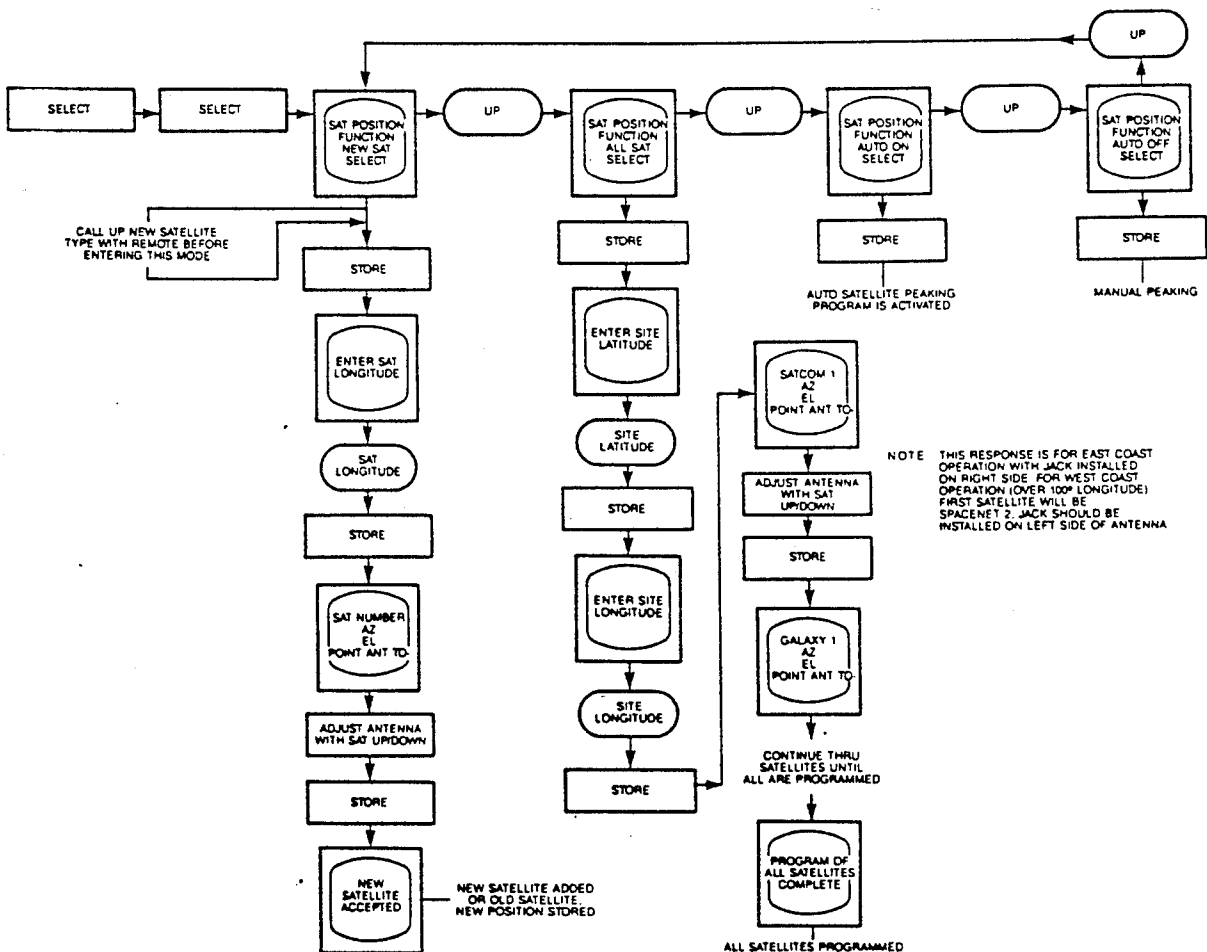 UP
SELECT
SELECT
SAT POSITION
FUNCTION
NEW SAT
SELECT
UP
SAT POSITION
FUNCTION
ALL SAT
SELECT
UP
SAT POSITION
FUNCTION
AUTO ON
SELECT
UP
SAT POSITION
FUNCTION
AUTO OFF
SELECT
CALL UP NEW SATELLITE
TYPE WITH REMOTE BEFORE
ENTERING THIS MODE
STORE
ENTER SAT
LONGITUDE
SAT
LONGITUDE
STORE
SAT NUMBER
AZ
EL
POINT ANT TO-
ADJUST ANTENNA
WITH SAT UP/DOWN
STORE
NEW
SATELLITE
ACCEPTED
NEW SATELLITE ADDED
OR OLD SATELLITE,
NEW POSITION STORED
STORE
ENTER SITE
LATITUDE
SITE
LATITUDE
STORE
ENTER SITE
LONGITUDE
SITE
LONGITUDE
STORE
STORE
AUTO SATELLITE PEAKING
PROGRAM IS ACTIVATED
STORE
MANUAL PEAKING
SATCOM 1
AZ
EL
POINT ANT TO-
ADJUST ANTENNA
WITH SAT
UP/DOWN
STORE
GALAXY 1
AZ
EL
POINT ANT TO-
CONTINUE THRU
SATELLITES UNTIL
ALL ARE PROGRAMMED
PROGRAM OF
ALL SATELLITES
COMPLETE
ALL SATELLITES PROGRAMMED
NOTE THIS RESPONSE IS FOR EAST COAST
OPERATION WITH JACK INSTALLED
ON RIGHT SIDE FOR WEST COAST
OPERATION (OVER 100° LONGITUDE)
FIRST SATELLITE WILL BE
SPACENET 2. JACK SHOULD BE
INSTALLED ON LEFT SIDE OF ANTENNA